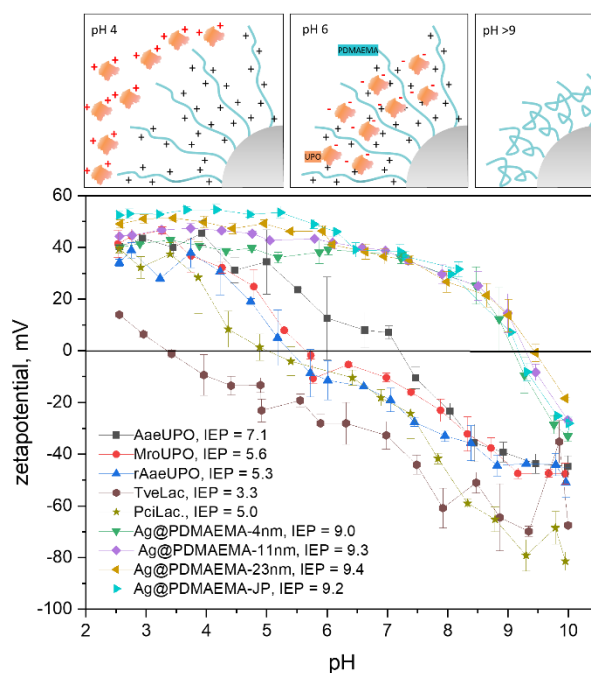 pH 4
pH 6
pH >9
PDMAEMA
UPO
zetapotential, mV
60
40
20
0
-20
-40
-60
-80
-100
AaeUPO, IEP = 7.1
MroUPO, IEP = 5.6
rAaeUPO, IEP = 5.3
TveLac, IEP = 3.3
PciLac., IEP = 5.0
Ag@PDMAEMA-4nm, IEP = 9.0
Ag@PDMAEMA-11nm, IEP = 9.3
Ag@PDMAEMA-23nm, IEP = 9.4
Ag@PDMAEMA-JP, IEP = 9.2
2 3 4 5 6 7 8 9 10
pH